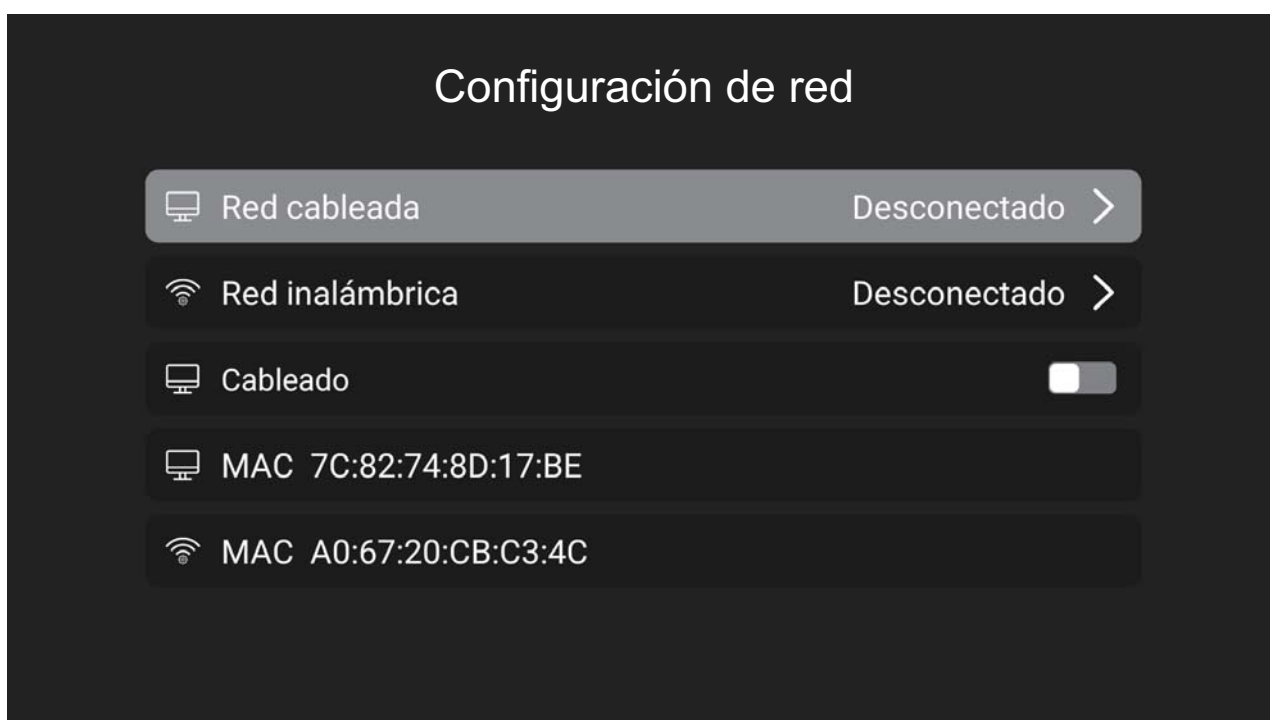 Configuración de red
Red cableada Desconectado
Red inalámbrica Desconectado
Cableado
MAC 7C:82:74:8D:17:BE
MAC A0:67:20:CB:C3:4C